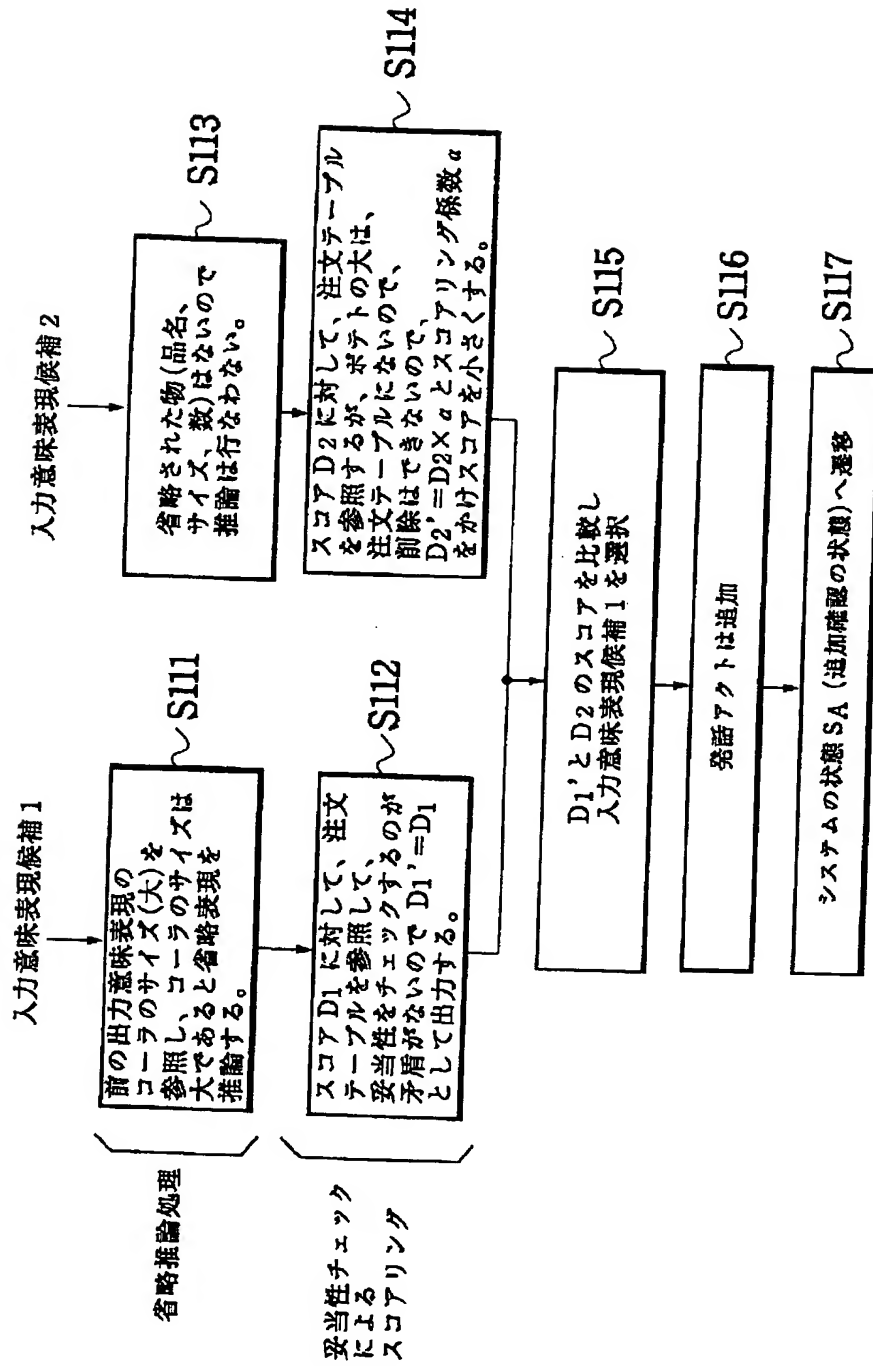 入力意味表現候補1
省略推論処理
前の出力意味表現の
コーラのサイズ(大)を
参照し、コーラのサイズは
大であると省略表現を
推論する。
S111
妥当性チェック
による
スコアリング
スコアD1に対して、注文
テーブルを参照して、
妥当性をチェックするのが
矛盾がないので D1'=D1
として出力する。
S112
入力意味表現候補2
省略された物(品名、
サイズ、数)はないので
推論は行なわない。
S113
スコアD2に対して、注文テーブル
を参照するが、ポテトの大は、
注文テーブルにないので、
削除はできないので、
D2'=D2×αとスコアリング係数α
をかけスコアを小さくする。
S114
D1'とD2のスコアを比較し
入力意味表現候補1を選択
S115
発話アクトは追加
S116
システムの状態SA(追加確認の状態)へ遷移
S117